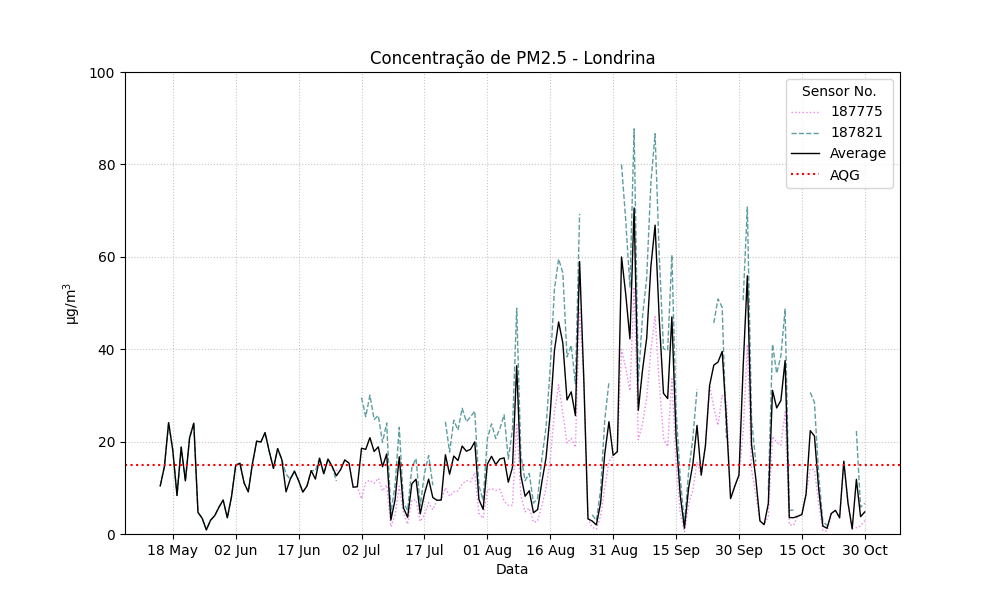 Concentração de PM2.5 - Londrina
100
80
60
40
20
0
µg/m³
Sensor No.
187775
187821
Average
AQG
18 May 02 Jun 17 Jun 02 Jul 17 Jul 01 Aug 16 Aug 31 Aug 15 Sep 30 Sep 15 Oct 30 Oct
Data